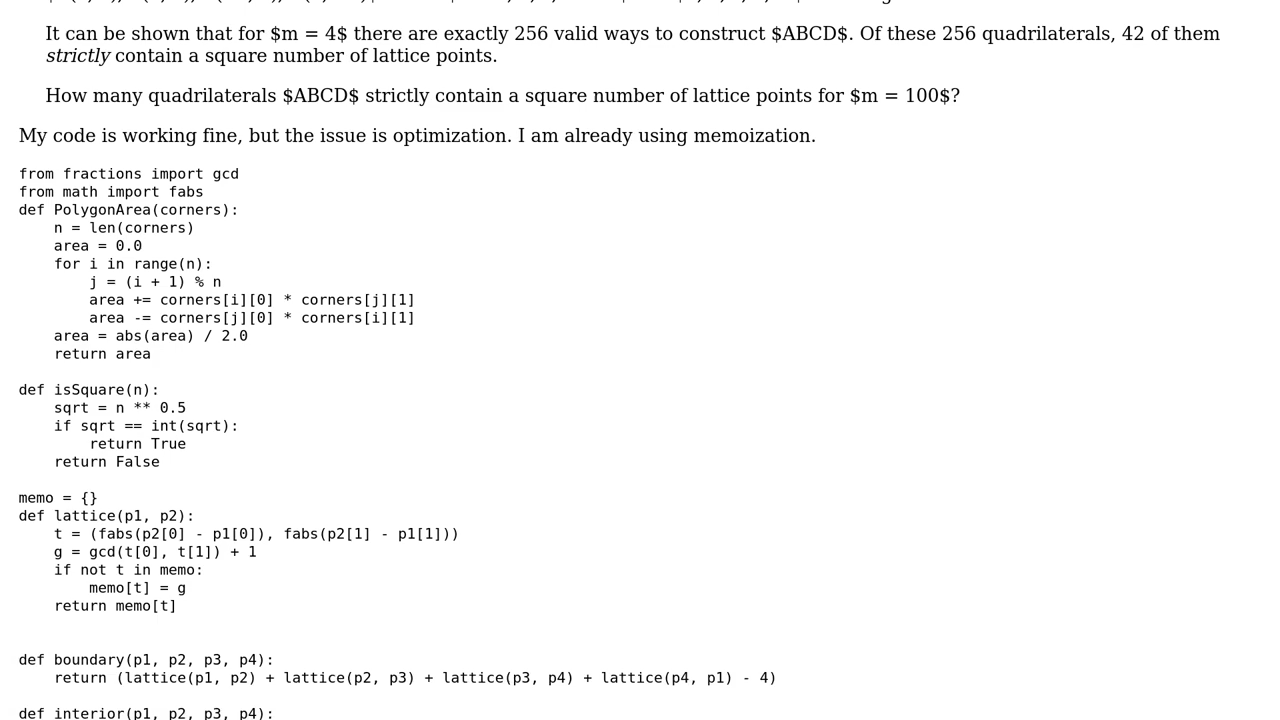 It can be shown that for $m = 4$ there are exactly 256 valid ways to construct $ABCD$. Of these 256 quadrilaterals, 42 of them
strictly contain a square number of lattice points.
How many quadrilaterals $ABCD$ strictly contain a square number of lattice points for $m = 100$?
My code is working fine, but the issue is optimization. I am already using memoization.
from fractions import gcd
from math import fabs
def PolygonArea(corners):
    n = len(corners)
    area = 0.0
    for i in range(n):
        j = (i + 1) % n
        area += corners[i][0] * corners[j][1]
        area -= corners[j][0] * corners[i][1]
    area = abs(area) / 2.0
    return area
def isSquare(n):
    sqrt = n ** 0.5
    if sqrt == int(sqrt):
        return True
    return False
memo = {}
def lattice(p1, p2):
    t = (fabs(p2[0] - p1[0]), fabs(p2[1] - p1[1]))
    g = gcd(t[0], t[1]) + 1
    if not t in memo:
        memo[t] = g
    return memo[t]
def boundary(p1, p2, p3, p4):
    return (lattice(p1, p2) + lattice(p2, p3) + lattice(p3, p4) + lattice(p4, p1) - 4)
def interior(p1, p2, p3, p4):